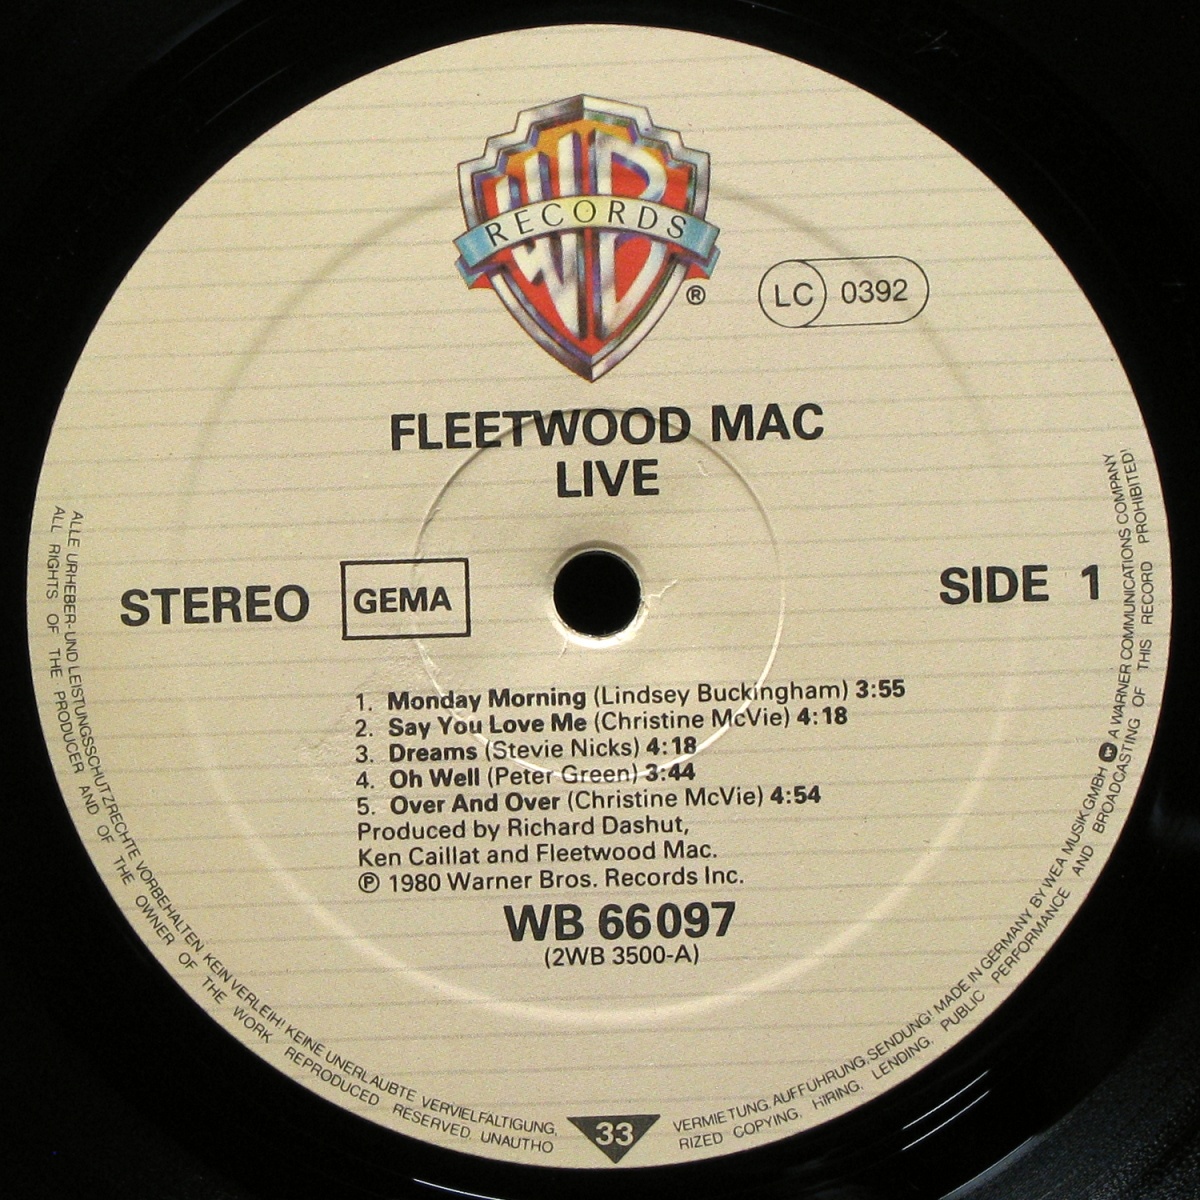 WB
RECORDS
®
LC 0392
FLEETWOOD MAC
LIVE
STEREO GEMA SIDE 1
1. Monday Morning (Lindsey Buckingham) 3:55
2. Say You Love Me (Christine McVie) 4:18
3. Dreams (Stevie Nicks) 4:18
4. Oh Well (Peter Green) 3:44
5. Over And Over (Christine McVie) 4:54
Produced by Richard Dashut,
Ken Caillat and Fleetwood Mac.
℗ 1980 Warner Bros. Records Inc.
WB 66 097
(2WB 3500-A)
ALLE URHEBER- UND LEISTUNGSSCHUTZRECHTE VORBEHALTEN KEIN VERLEIH! KEINE UNERLAUBTE VERVIELFÄLTIGUNG,
ALL RIGHTS OF THE PRODUCER AND OF THE OWNER OF THE WORK REPRODUCED RESERVED UNAUTHO
33
VERMIETUNG, AUFFÜHRUNG, SENDUNG! MADE IN GERMANY BY WEA MUSIK GMBH A WARNER COMMUNICATIONS COMPANY
RIZED COPYING, HIRING, LENDING, PUBLIC PERFORMANCE AND BROADCASTING OF THIS RECORD PROHIBITED!